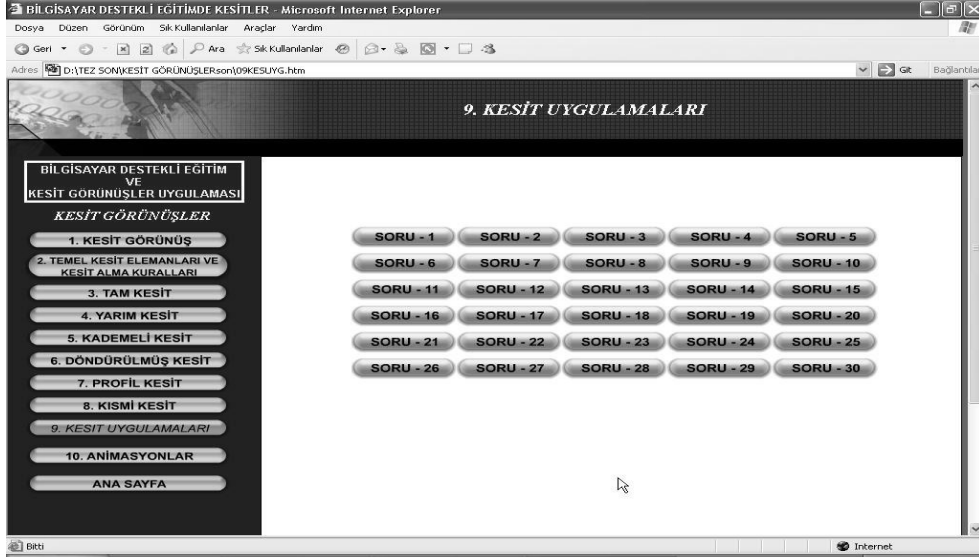 BİLGİSAYAR DESTEKLİ EĞİTİMDE KESİTLER - Microsoft Internet Explorer
Dosya Düzen Görünüm Sık Kullanılanlar Araçlar Yardım
Geri Ara Sık Kullanılanlar
Adres D:\TEZ SON\KESİT GÖRÜNÜŞLERson\09KESUYG.htm Git Bağlantılar
9. KESİT UYGULAMALARI
BİLGİSAYAR DESTEKLİ EĞİTİM
VE
KESİT GÖRÜNÜŞLER UYGULAMASI
KESİT GÖRÜNÜŞLER
1. KESİT GÖRÜNÜŞ
2. TEMEL KESİT ELEMANLARI VE
KESİT ALMA KURALLARI
3. TAM KESİT
4. YARIM KESİT
5. KADEMELİ KESİT
6. DÖNDÜRÜLMÜŞ KESİT
7. PROFİL KESİT
8. KISMİ KESİT
9. KESIT UYGULAMALARI
10. ANİMASYONLAR
ANA SAYFA
SORU - 1 SORU - 2 SORU - 3 SORU - 4 SORU - 5
SORU - 6 SORU - 7 SORU - 8 SORU - 9 SORU - 10
SORU - 11 SORU - 12 SORU - 13 SORU - 14 SORU - 15
SORU - 16 SORU - 17 SORU - 18 SORU - 19 SORU - 20
SORU - 21 SORU - 22 SORU - 23 SORU - 24 SORU - 25
SORU - 26 SORU - 27 SORU - 28 SORU - 29 SORU - 30
Bitti Internet